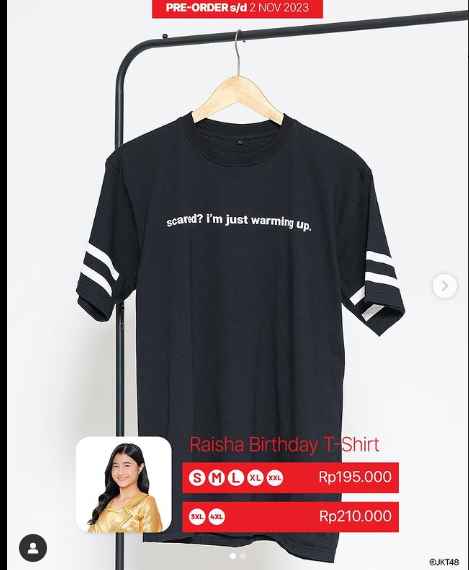 PRE-ORDER s/d 2 NOV 2023
scared? i'm just warming up.
Raisha Birthday T-Shirt
S M L XL XXL Rp195.000
3XL 4XL Rp210.000
©JKT48